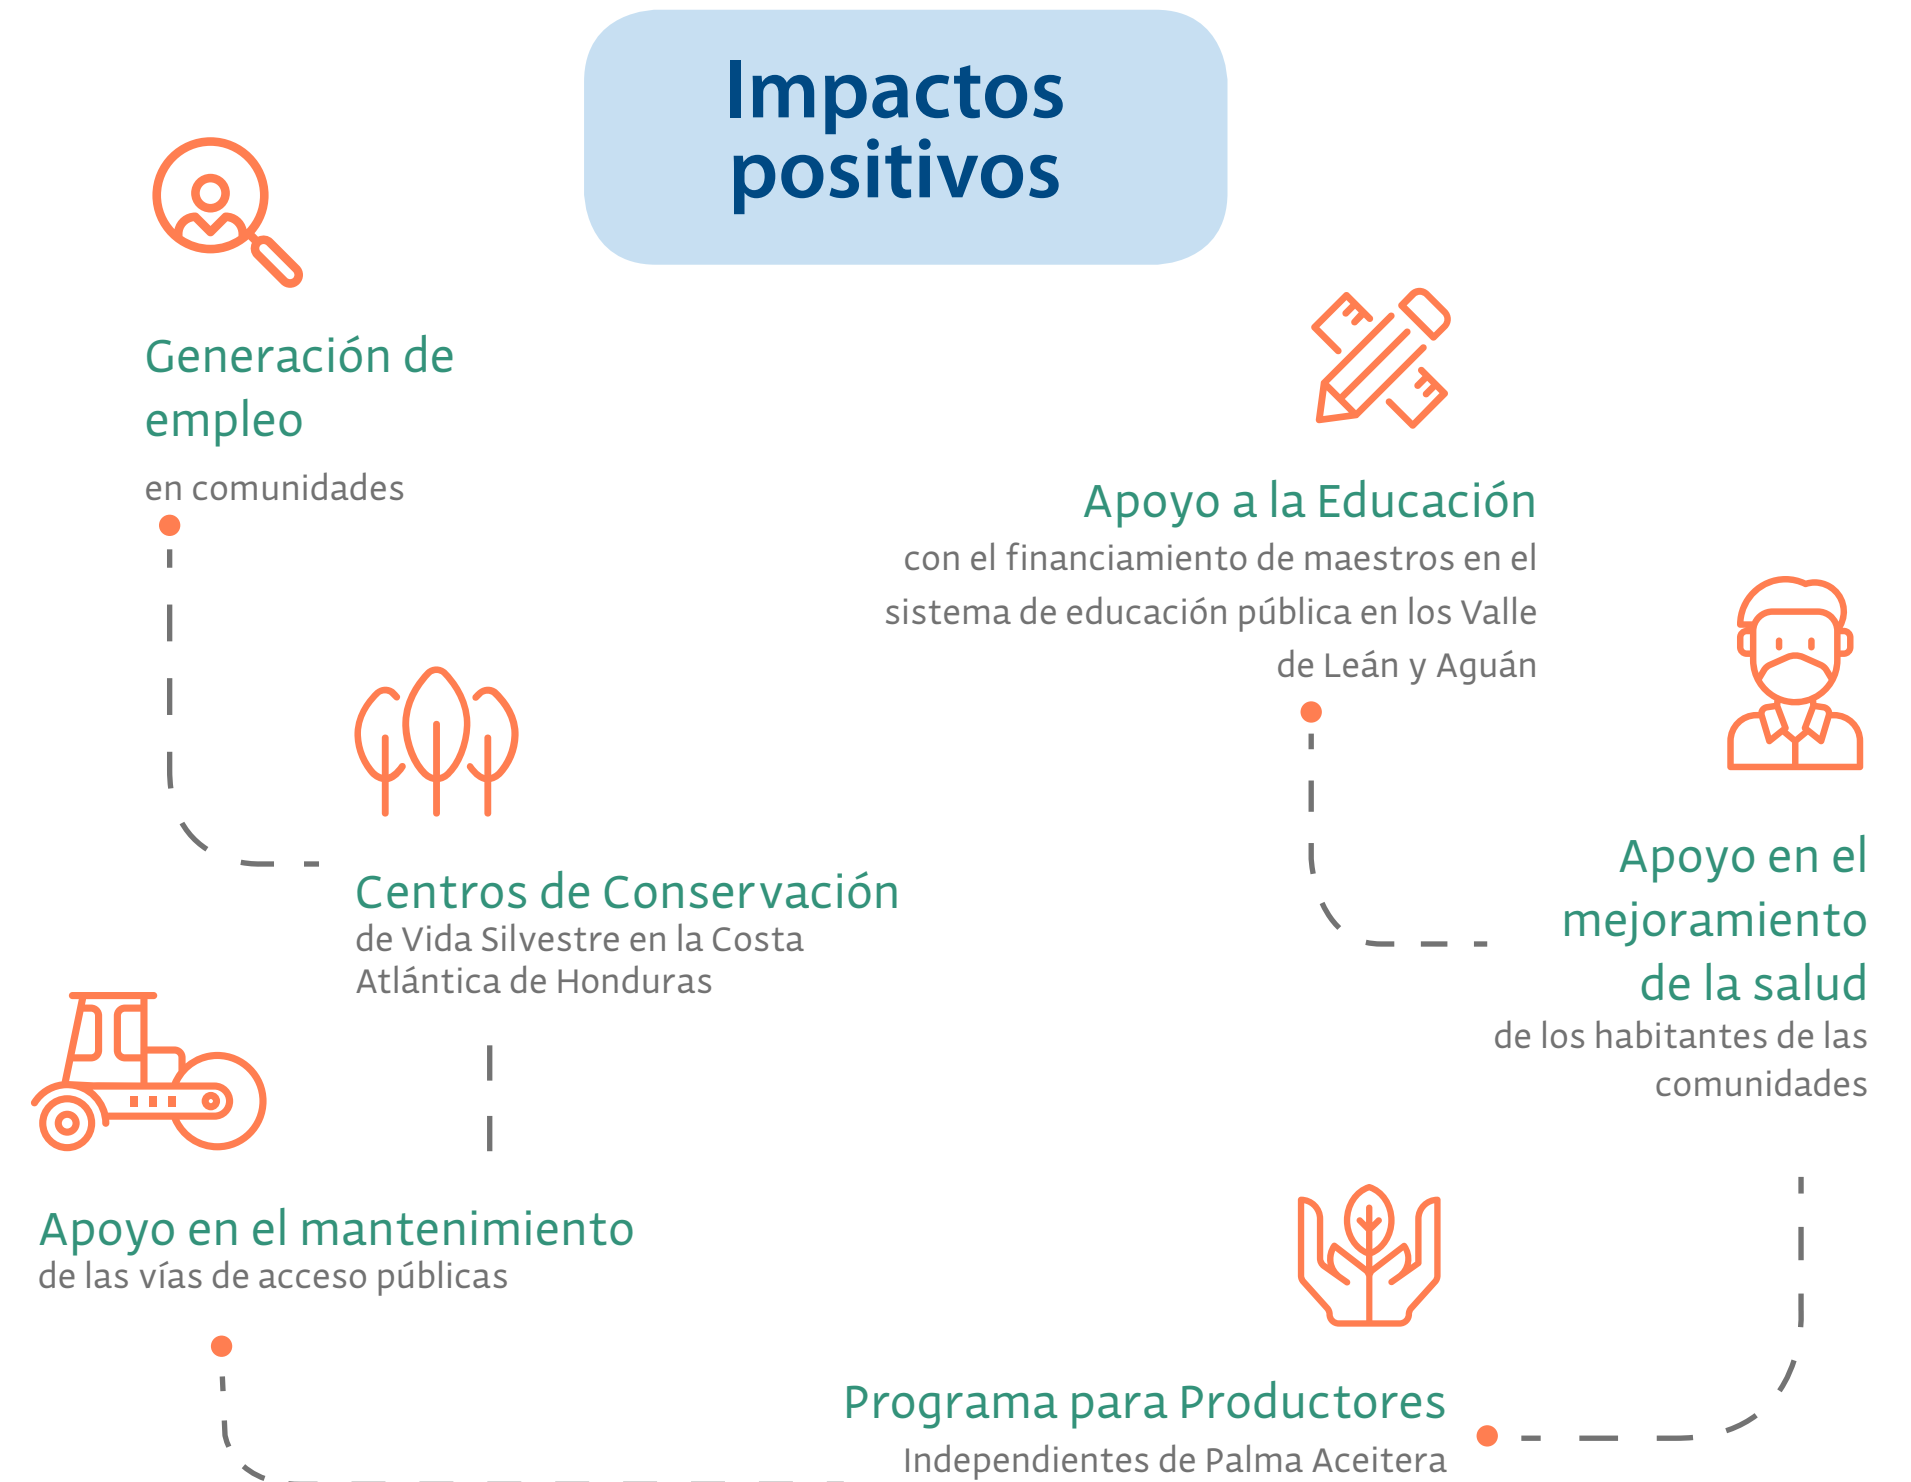 Impactos
positivos
Generación de
empleo
en comunidades
Apoyo a la Educación
con el financiamiento de maestros en el
sistema de educación pública en los Valle
de Leán y Aguán
Centros de Conservación
de Vida Silvestre en la Costa
Atlántica de Honduras
Apoyo en el
mejoramiento
de la salud
de los habitantes de las
comunidades
Apoyo en el mantenimiento
de las vías de acceso públicas
Programa para Productores
Independientes de Palma Aceitera